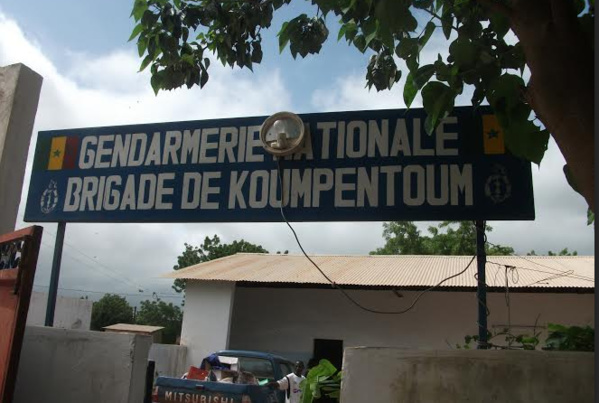 GENDARMERIE NATIONALE
BRIGADE DE KOUMPENTOUM
MITSUBISHI